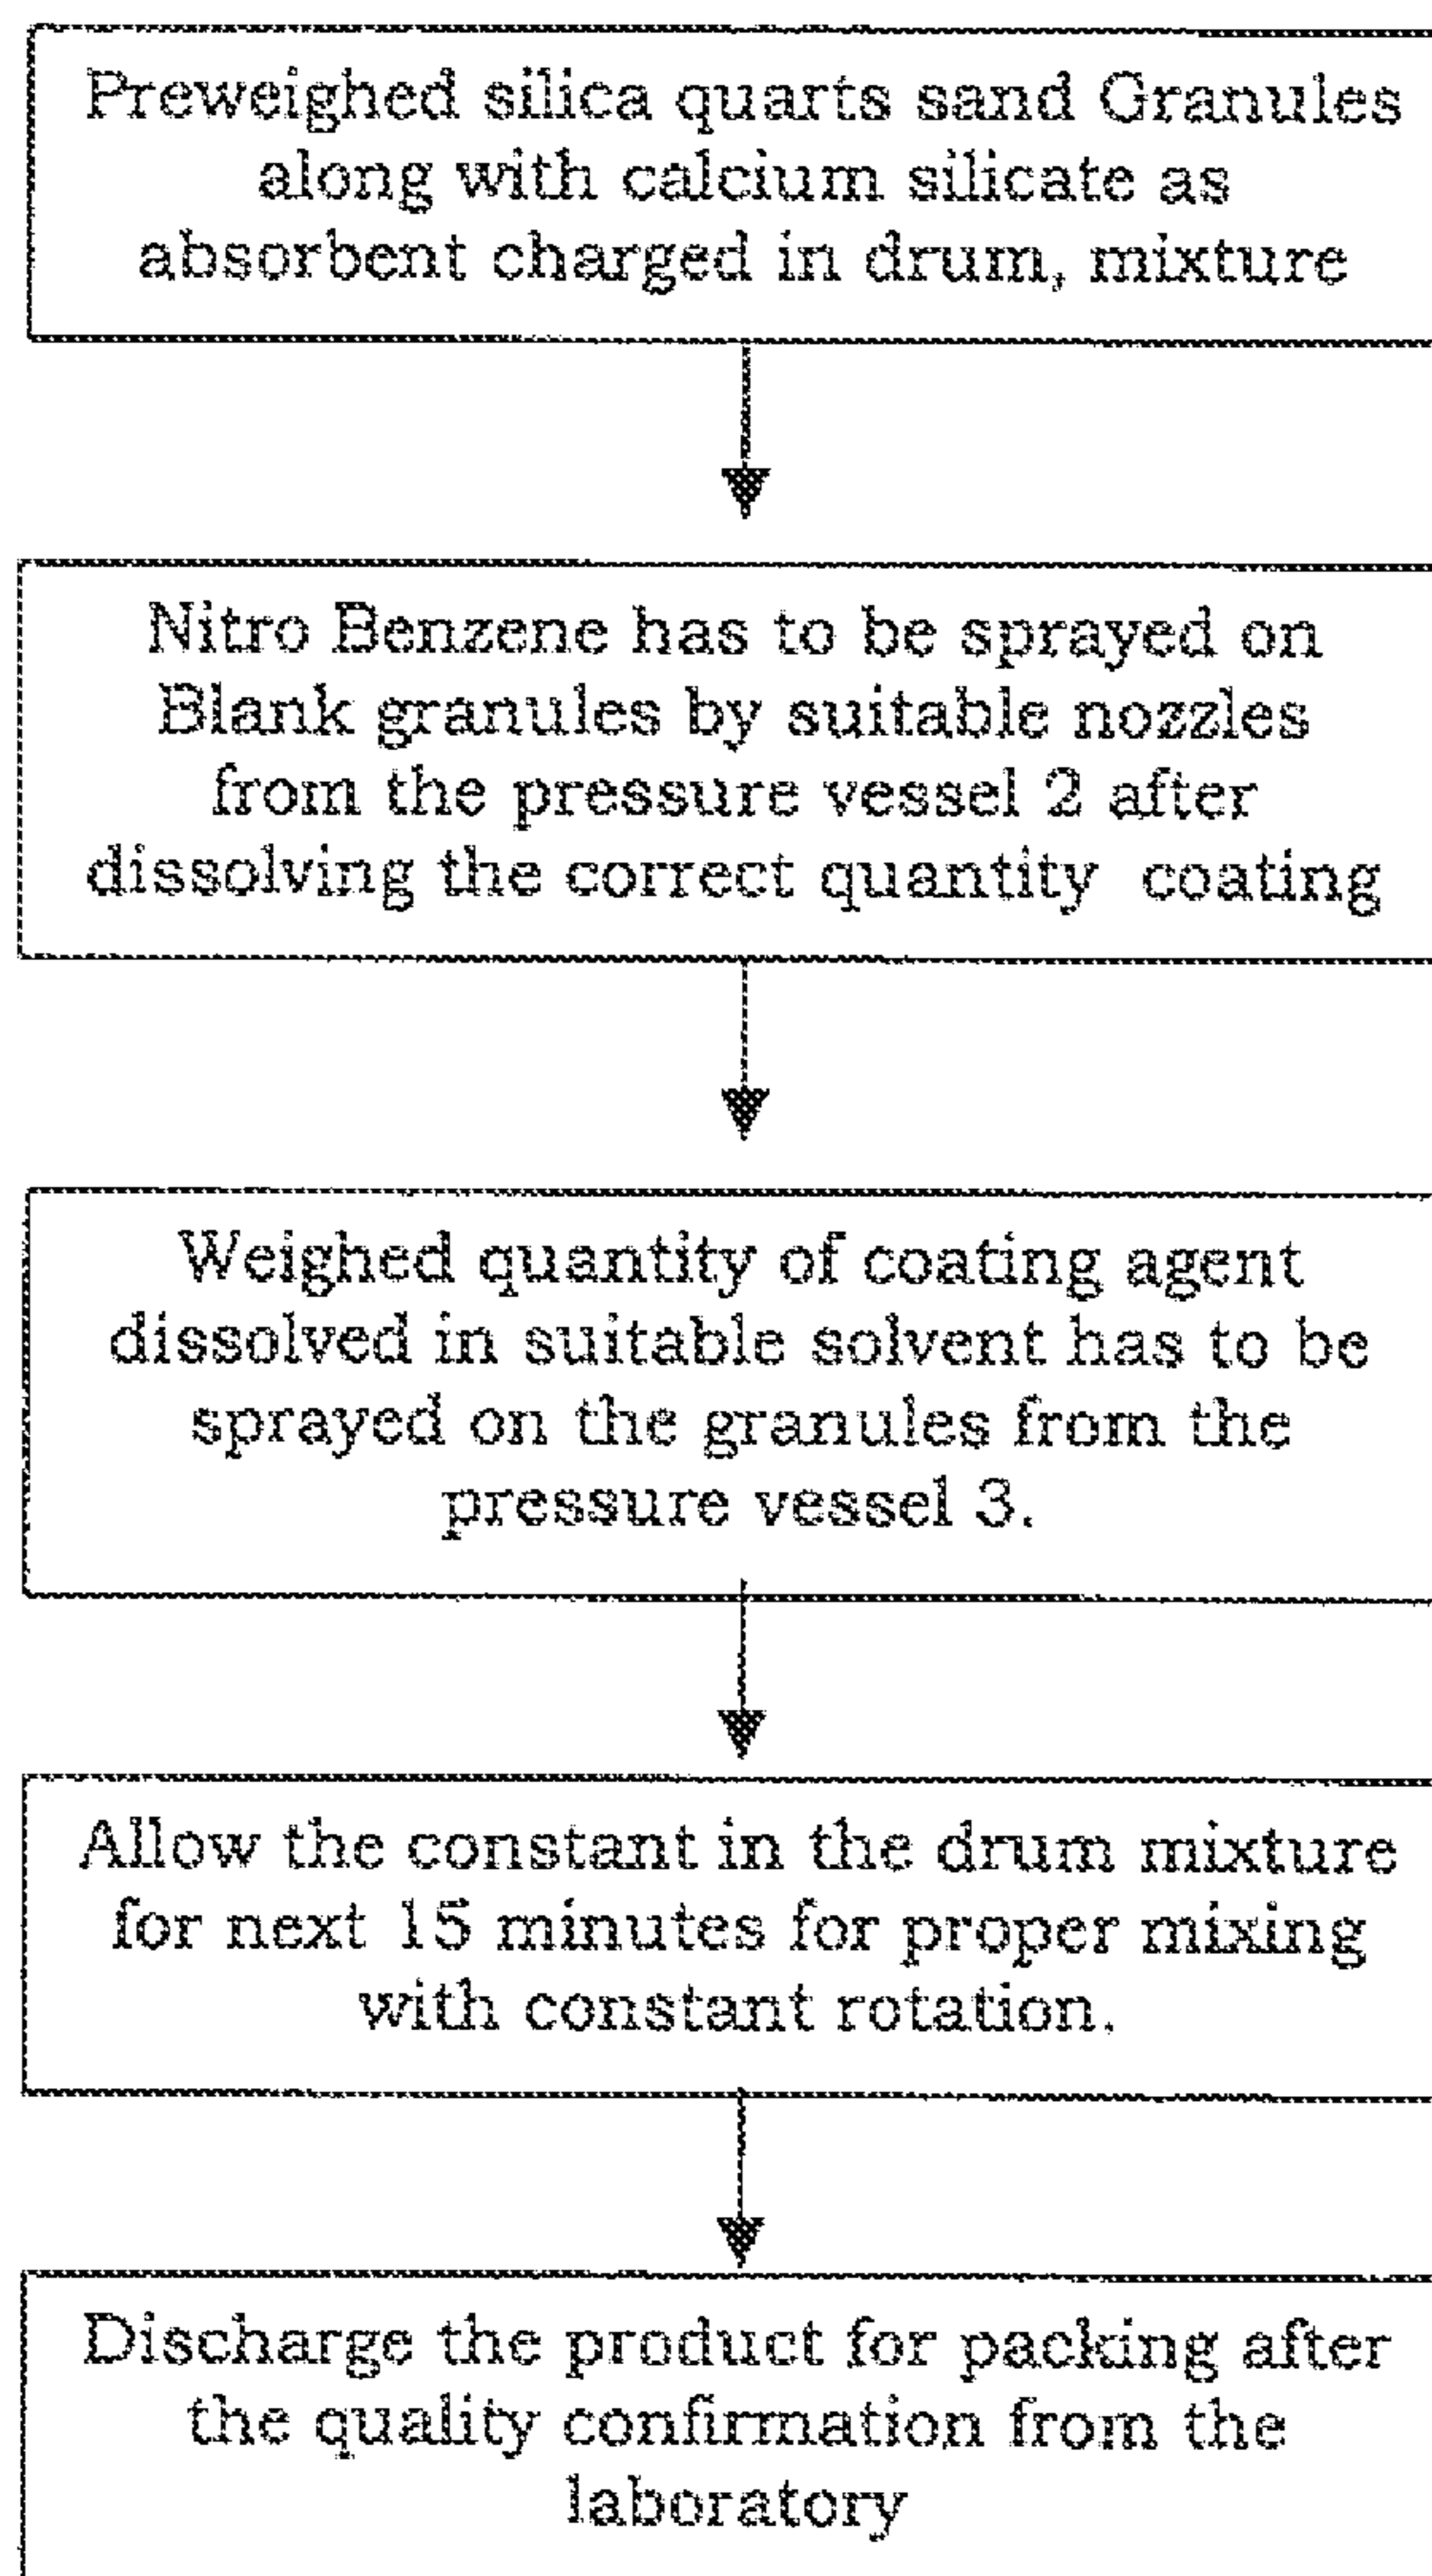 Preweighed silica quarts sand Granules
along with calcium silicate as
absorbent charged in drum, mixture
Nitro Benzene has to be sprayed on
Blank granules by suitable nozzles
from the pressure vessel 2 after
dissolving the correct quantity coating
Weighed quantity of coating agent
dissolved in suitable solvent has to be
sprayed on the granules from the
pressure vessel 3.
Allow the constant in the drum mixture
for next 15 minutes for proper mixing
with constant rotation.
Discharge the product for packing after
the quality confirmation from the
laboratory